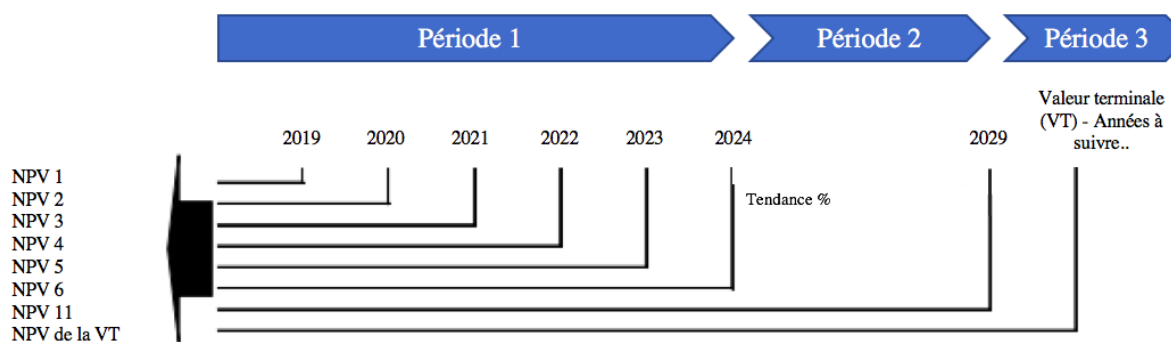 Période 1
Période 2
Période 3
Valeur terminale
(VT) - Années à
suivre..
2019
2020
2021
2022
2023
2024
2029
NPV 1
NPV 2
NPV 3
NPV 4
NPV 5
NPV 6
NPV 11
NPV de la VT
Tendance %